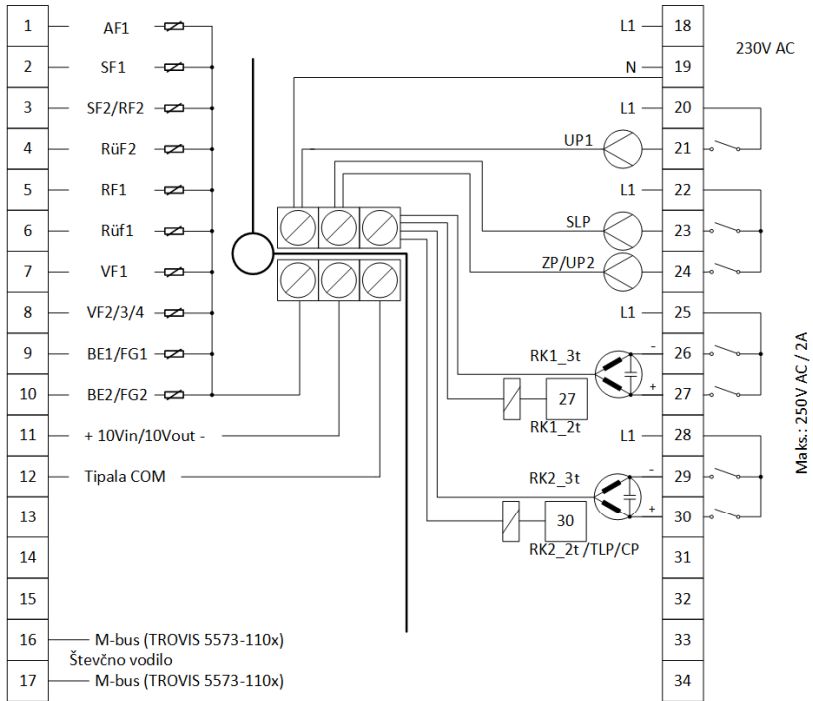 1 AF1
2 SF1
3 SF2/RF2
4 RüF2
5 RF1
6 Rüf1
7 VF1
8 VF2/3/4
9 BE1/FG1
10 BE2/FG2
11 + 10Vin/10Vout -
12 Tipala COM
13
14
15
16 M-bus (TROVIS 5573-110x)
Števčno vodilo
17 M-bus (TROVIS 5573-110x)
L1 18
230V AC
N 19
L1 20
UP1 21
L1 22
SLP 23
ZP/UP2 24
L1 25
RK1_3t - 26
+ 27
27
RK1_2t
L1 28
RK2_3t - 29
+ 30
30
RK2_2t /TLP/CP
31
32
33
34
Maks.: 250V AC / 2A